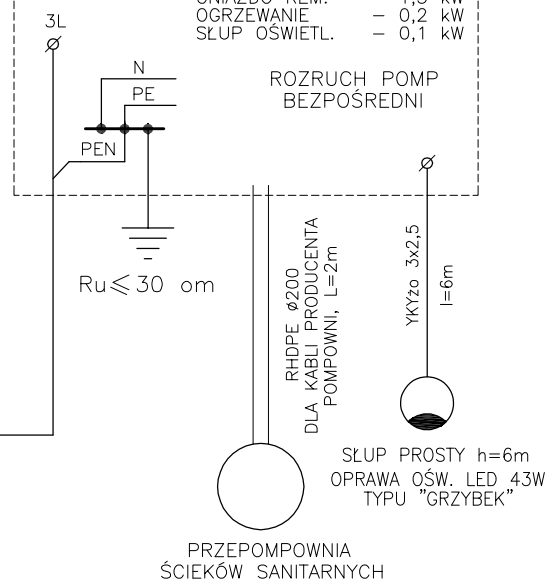 3L
OGRZEWANIE – 0,2 kW
SŁUP OŚWIETL. – 0,1 kW
N
PE
PEN
ROZRUCH POMP
BEZPOŚREDNI
Ru⩽30 om
RHDPE ø200
DLA KABLI PRODUCENTA
POMPOWNI, L=2m
YKYżo 3x2,5
l=6m
SŁUP PROSTY h=6m
OPRAWA OŚW. LED 43W
TYPU "GRZYBEK"
PRZEPOMPOWNIA
ŚCIEKÓW SANITARNYCH